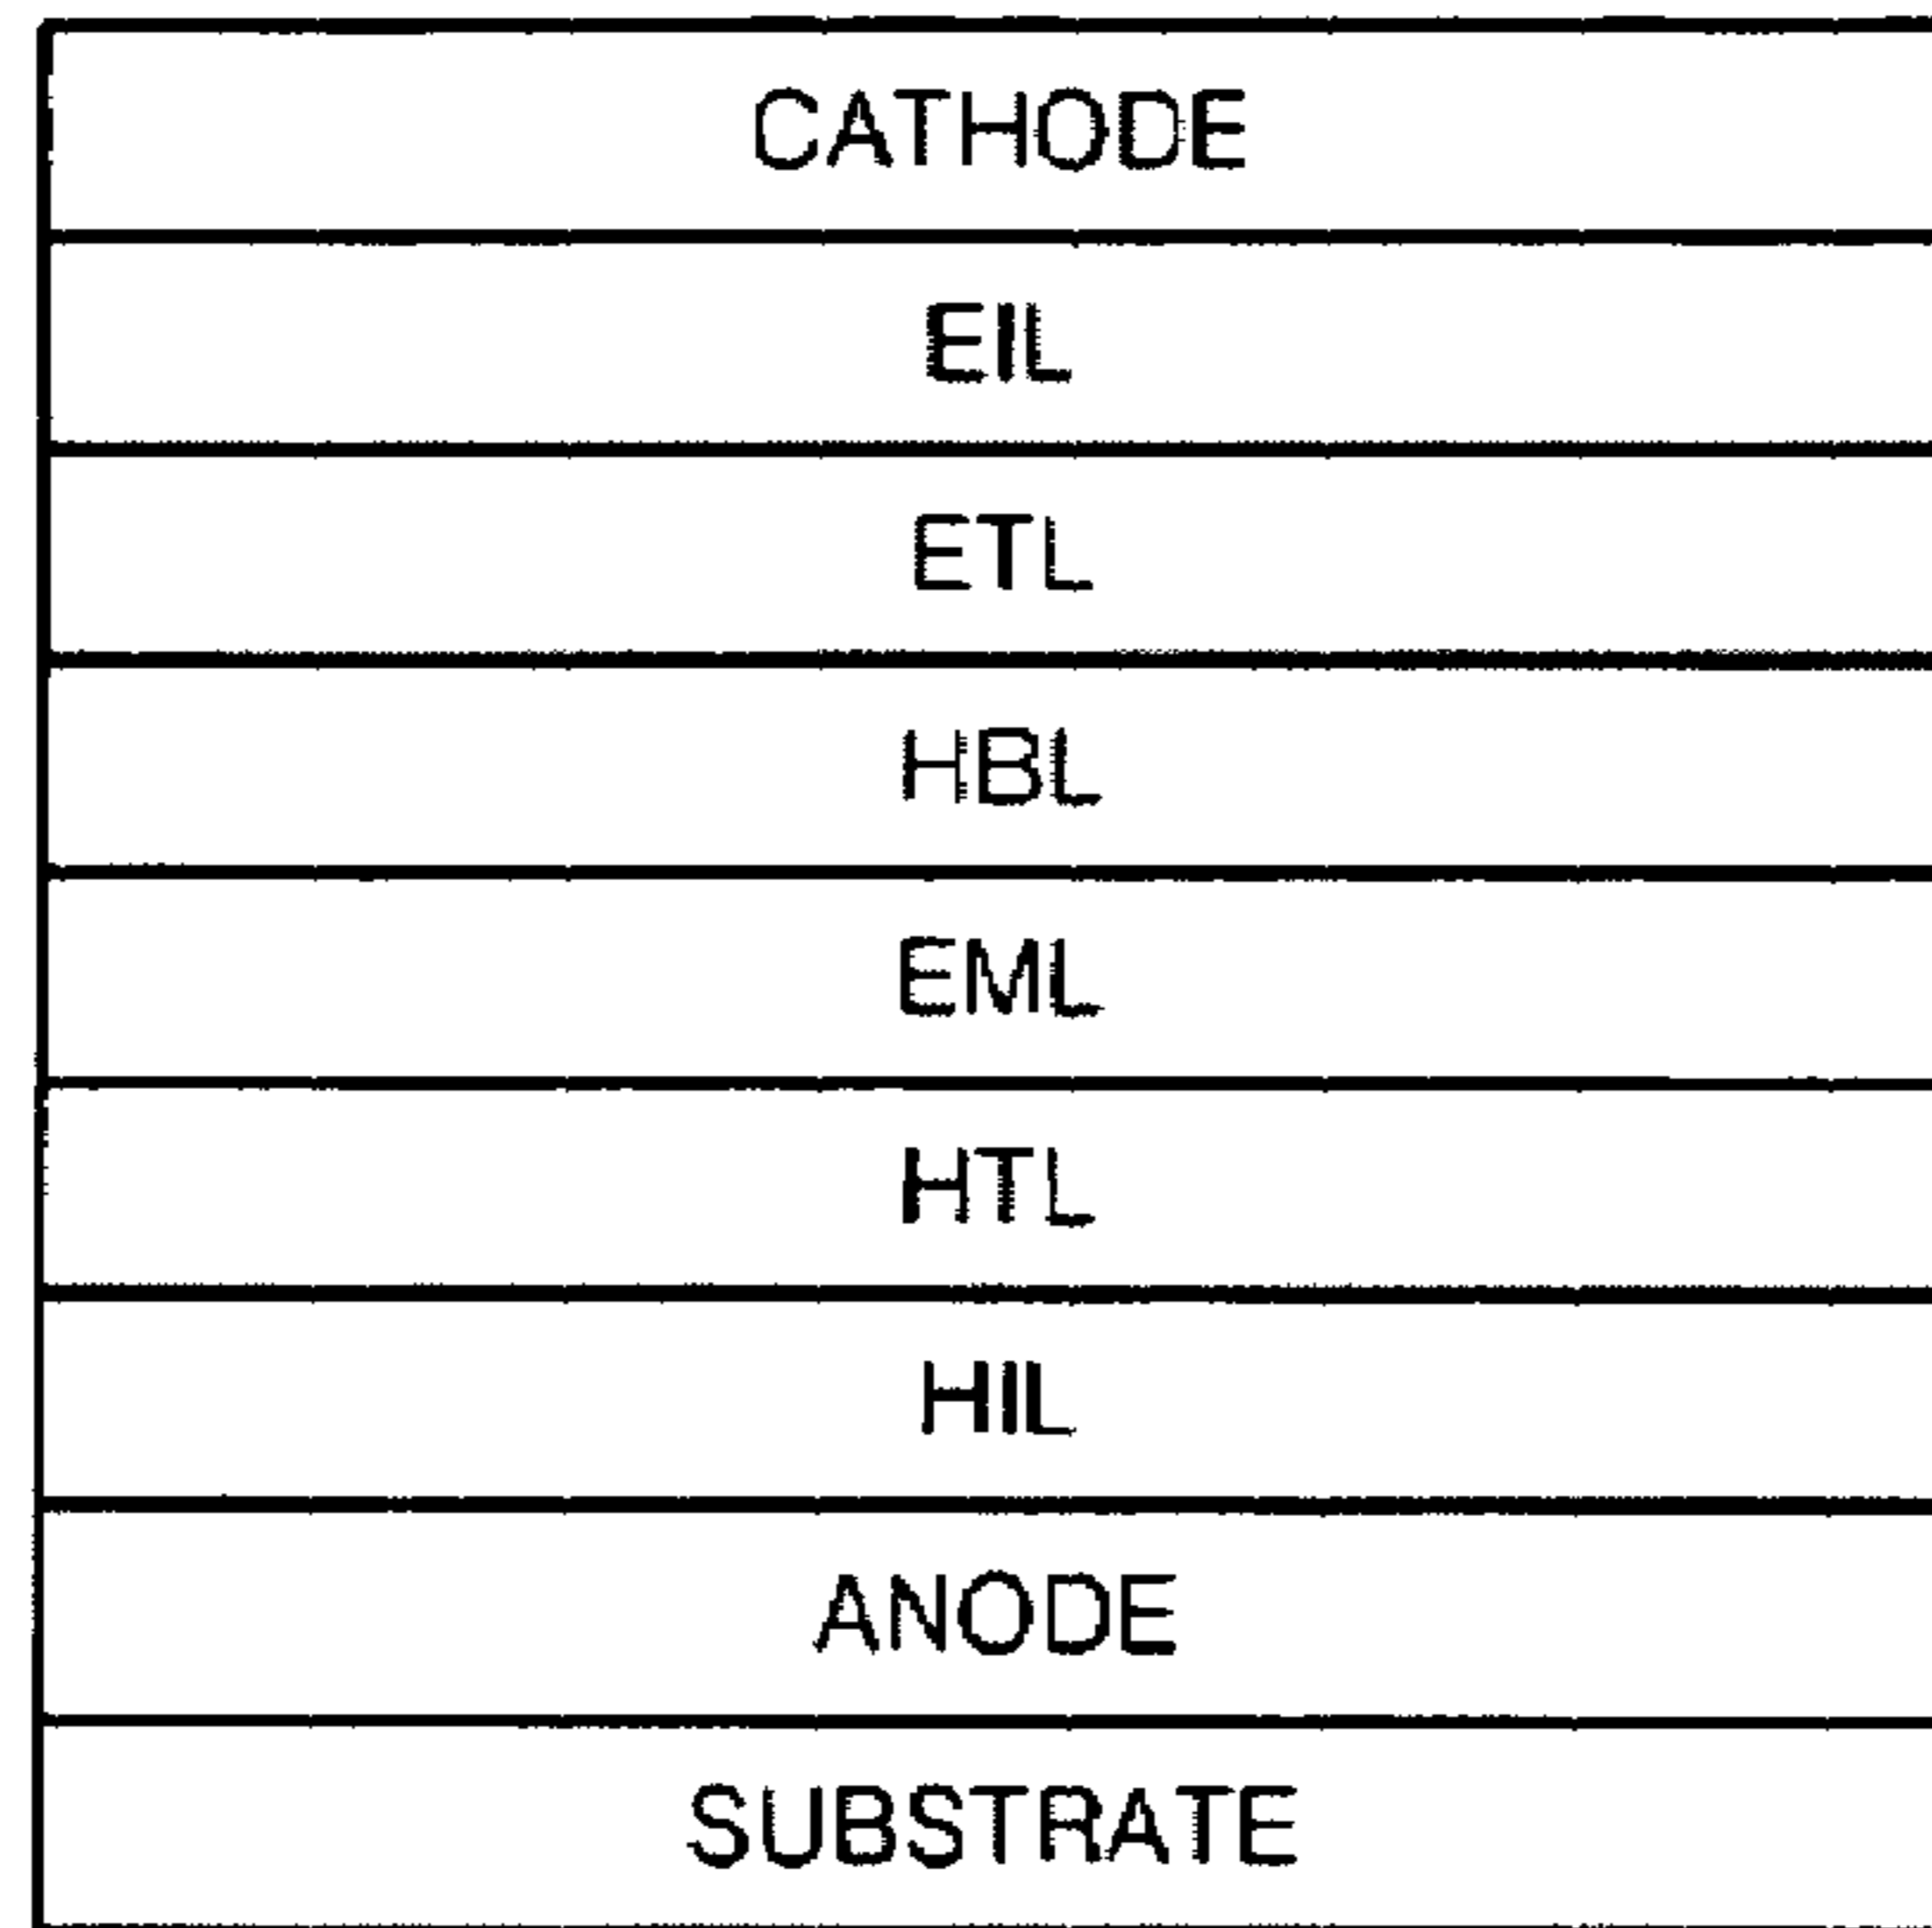 CATHODE
EIL
ETL
HBL
EML
HTL
HIL
ANODE
SUBSTRATE